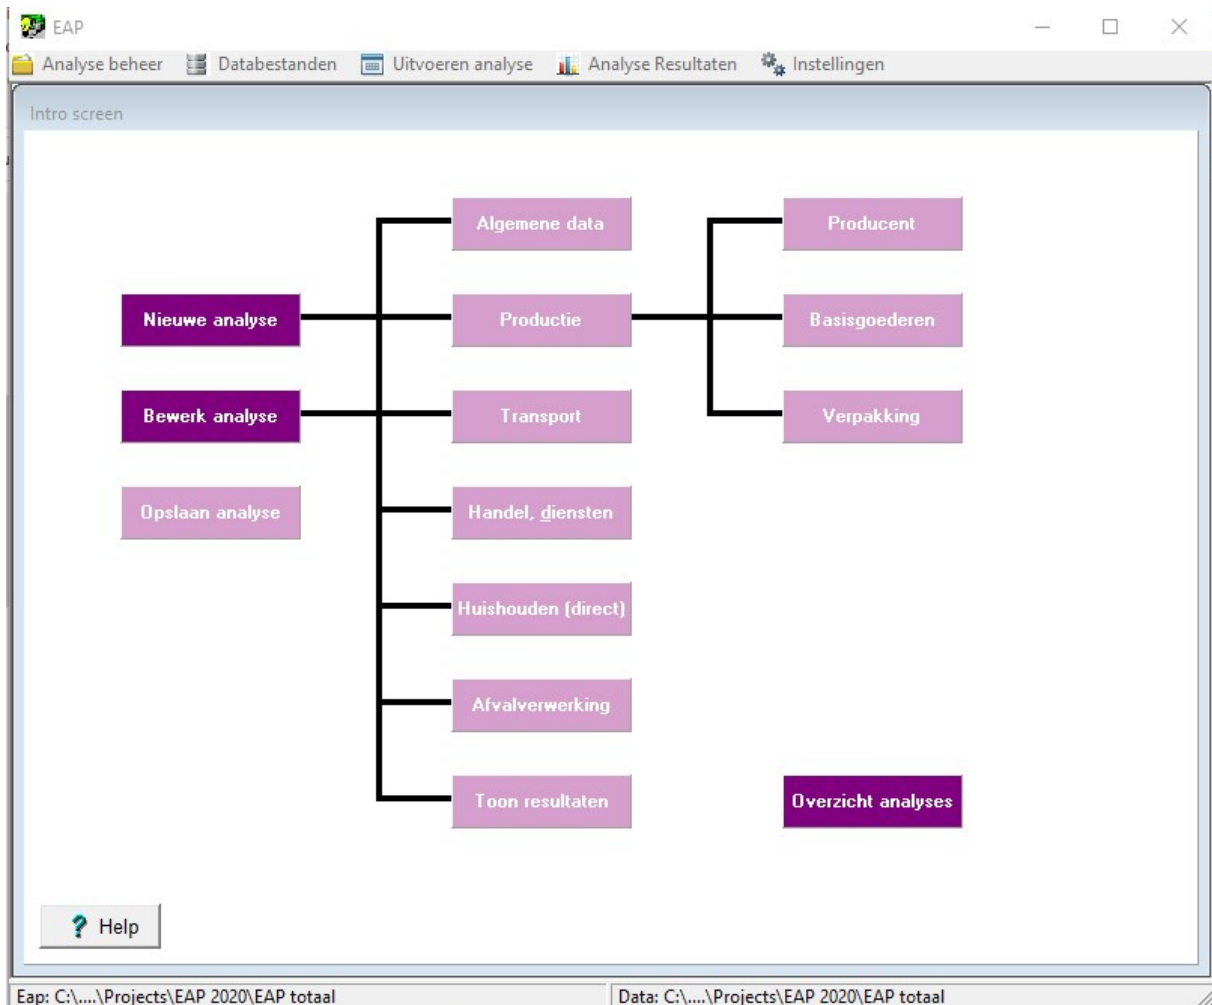 EAP
Analyse beheer Databestanden Uitvoeren analyse Analyse Resultaten Instellingen
Intro screen
Algemene data
Producent
Nieuwe analyse
Productie
Basisgoederen
Bewerk analyse
Transport
Verpakking
Opslaan analyse
Handel, diensten
Huishouden (direct)
Afvalverwerking
Toon resultaten
Overzicht analyses
? Help
Eap: C:\....\Projects\EAP 2020\EAP totaal
Data: C:\....\Projects\EAP 2020\EAP totaal